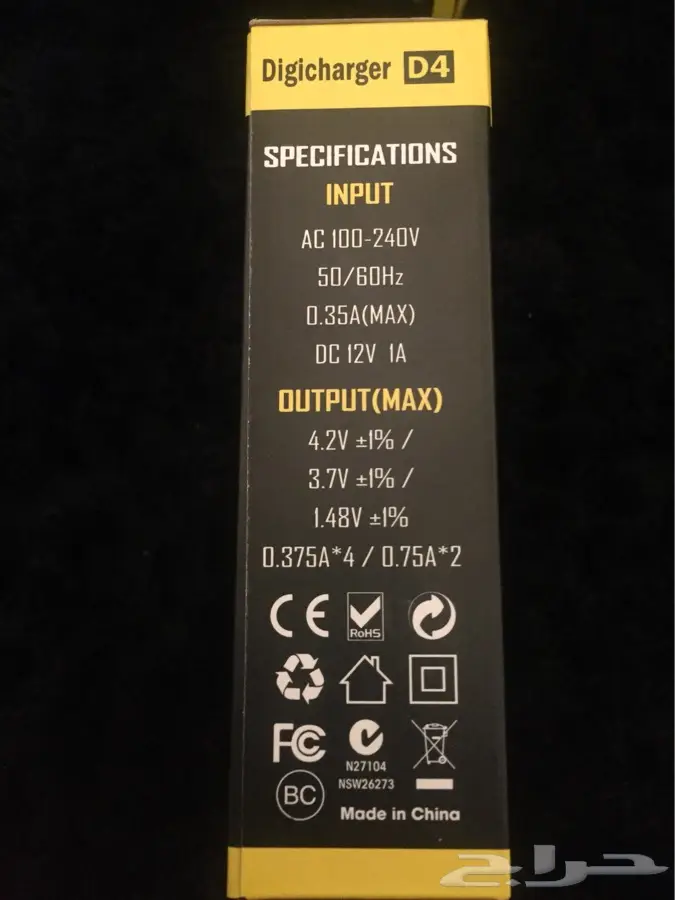 Digicharger D4
SPECIFICATIONS
INPUT
AC 100-240V
50/60Hz
0.35A(MAX)
DC 12V 1A
OUTPUT(MAX)
4.2V ±1% /
3.7V ±1% /
1.48V ±1%
0.375A*4 / 0.75A*2
CE
RoHS
FC
N27104
NSW26273
BC
Made in China
حراج